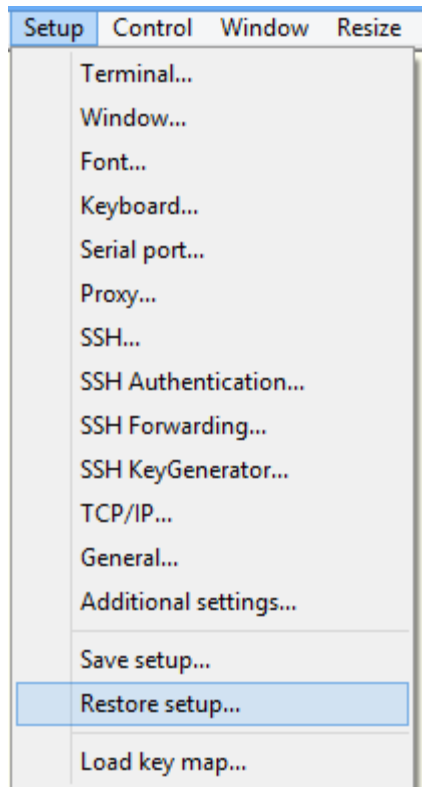 Setup Control Window Resize
Terminal...
Window...
Font...
Keyboard...
Serial port...
Proxy...
SSH...
SSH Authentication...
SSH Forwarding...
SSH KeyGenerator...
TCP/IP...
General...
Additional settings...
Save setup...
Restore setup...
Load key map...